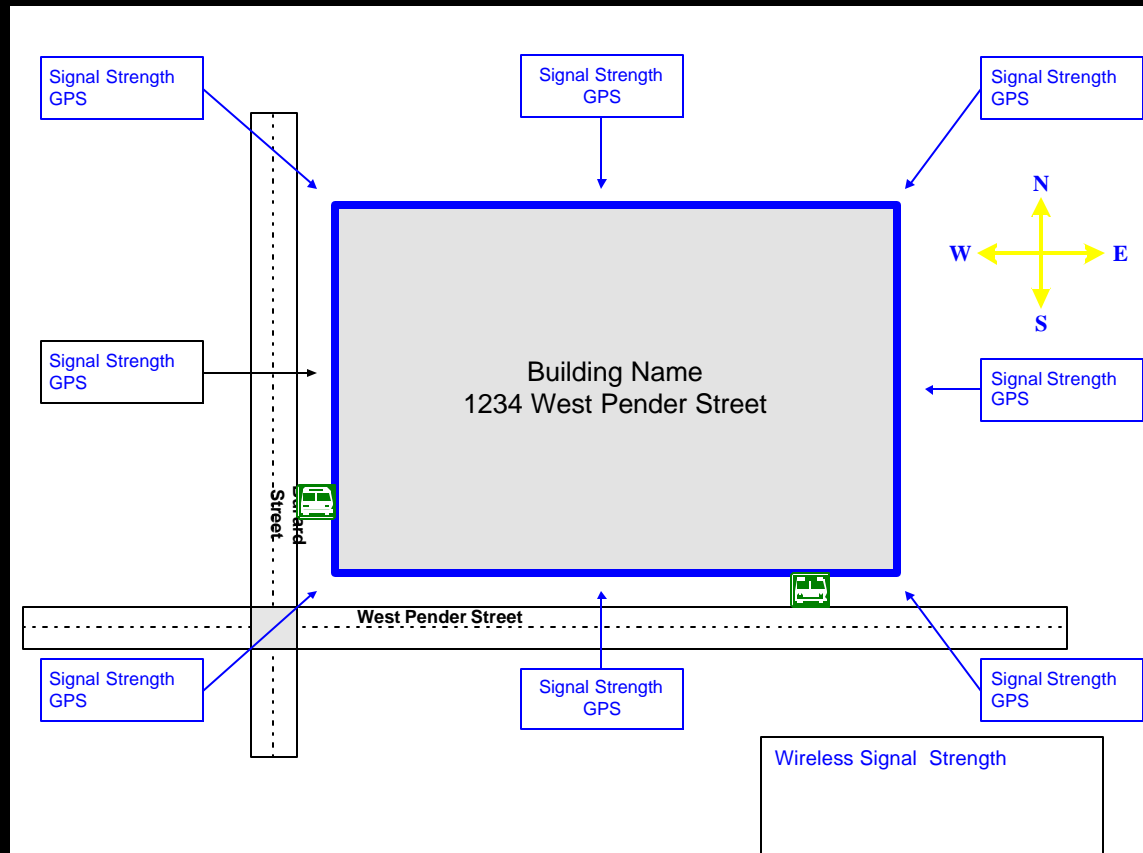 Signal Strength
GPS
Signal Strength
GPS
Signal Strength
GPS
N
W
E
S
Signal Strength
GPS
Building Name
1234 West Pender Street
Signal Strength
GPS
Street
West Pender Street
Signal Strength
GPS
Signal Strength
GPS
Signal Strength
GPS
Wireless Signal Strength